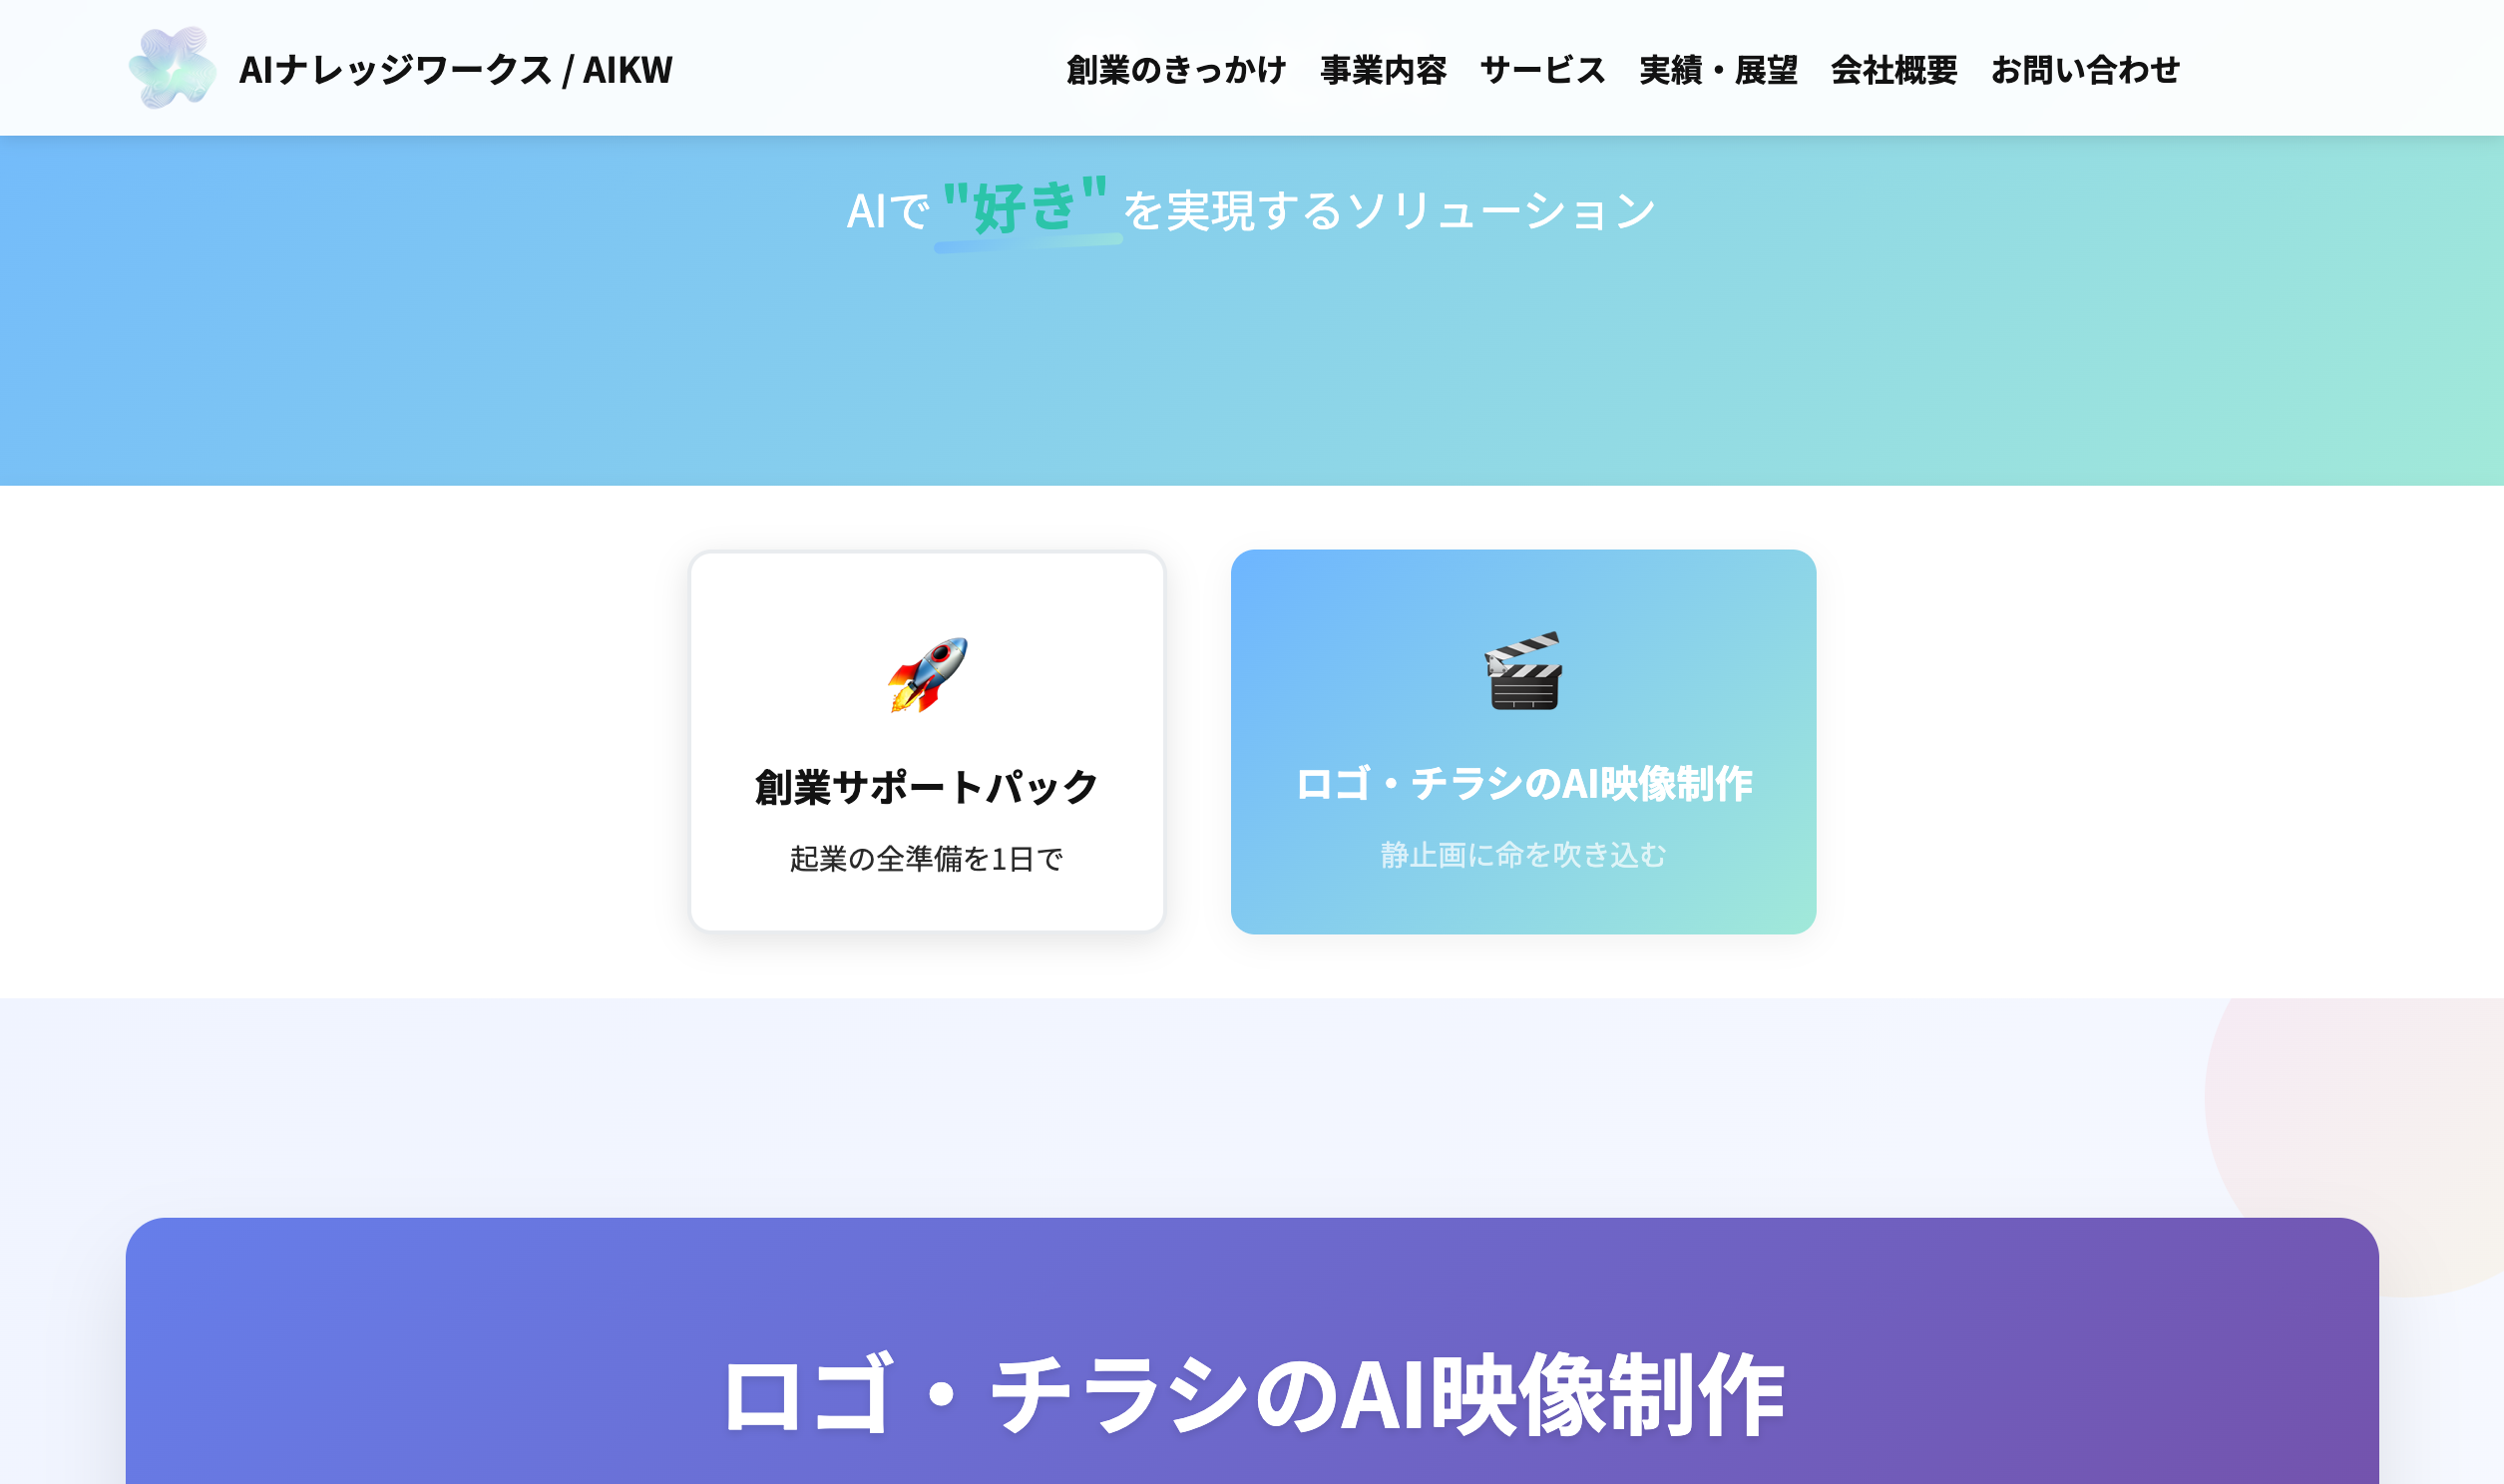 AIナレッジワークス / AIKW
創業のきっかけ 事業内容 サービス 実績・展望 会社概要 お問い合わせ
AIで "好き" を実現するソリューション
創業サポートパック
起業の全準備を1日で
ロゴ・チラシのAI映像制作
静止画に命を吹き込む
ロゴ・チラシのAI映像制作